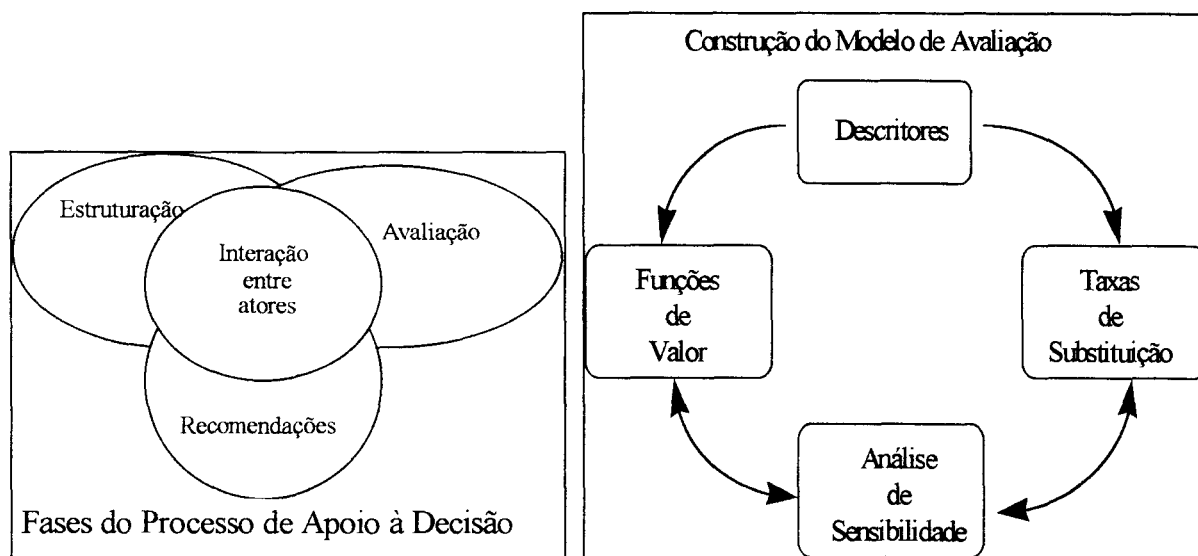 Estruturação
Avaliação
Interação
entre
atores
Recomendações
Fases do Processo de Apoio à Decisão
Construção do Modelo de Avaliação
Descritores
Funções
de
Valor
Taxas
de
Substituição
Análise
de
Sensibilidade